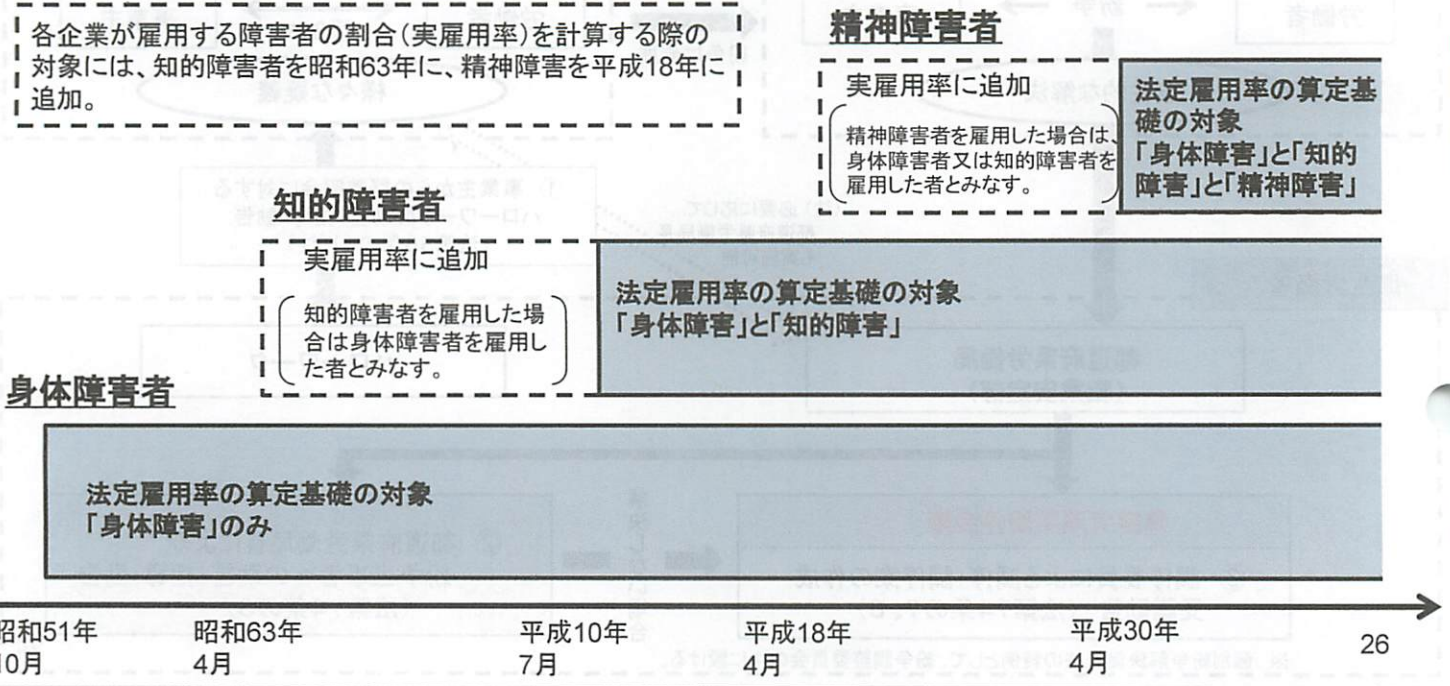 各企業が雇用する障害者の割合(実雇用率)を計算する際の
対象には、知的障害者を昭和63年に、精神障害を平成18年に
追加。
精神障害者
実雇用率に追加
精神障害者を雇用した場合は、
身体障害者又は知的障害者を
雇用した者とみなす。
法定雇用率の算定基
礎の対象
「身体障害」と「知的
障害」と「精神障害」
知的障害者
実雇用率に追加
知的障害者を雇用した場
合は身体障害者を雇用し
た者とみなす。
法定雇用率の算定基礎の対象
「身体障害」と「知的障害」
身体障害者
法定雇用率の算定基礎の対象
「身体障害」のみ
昭和51年
10月
昭和63年
4月
平成10年
7月
平成18年
4月
平成30年
4月
26